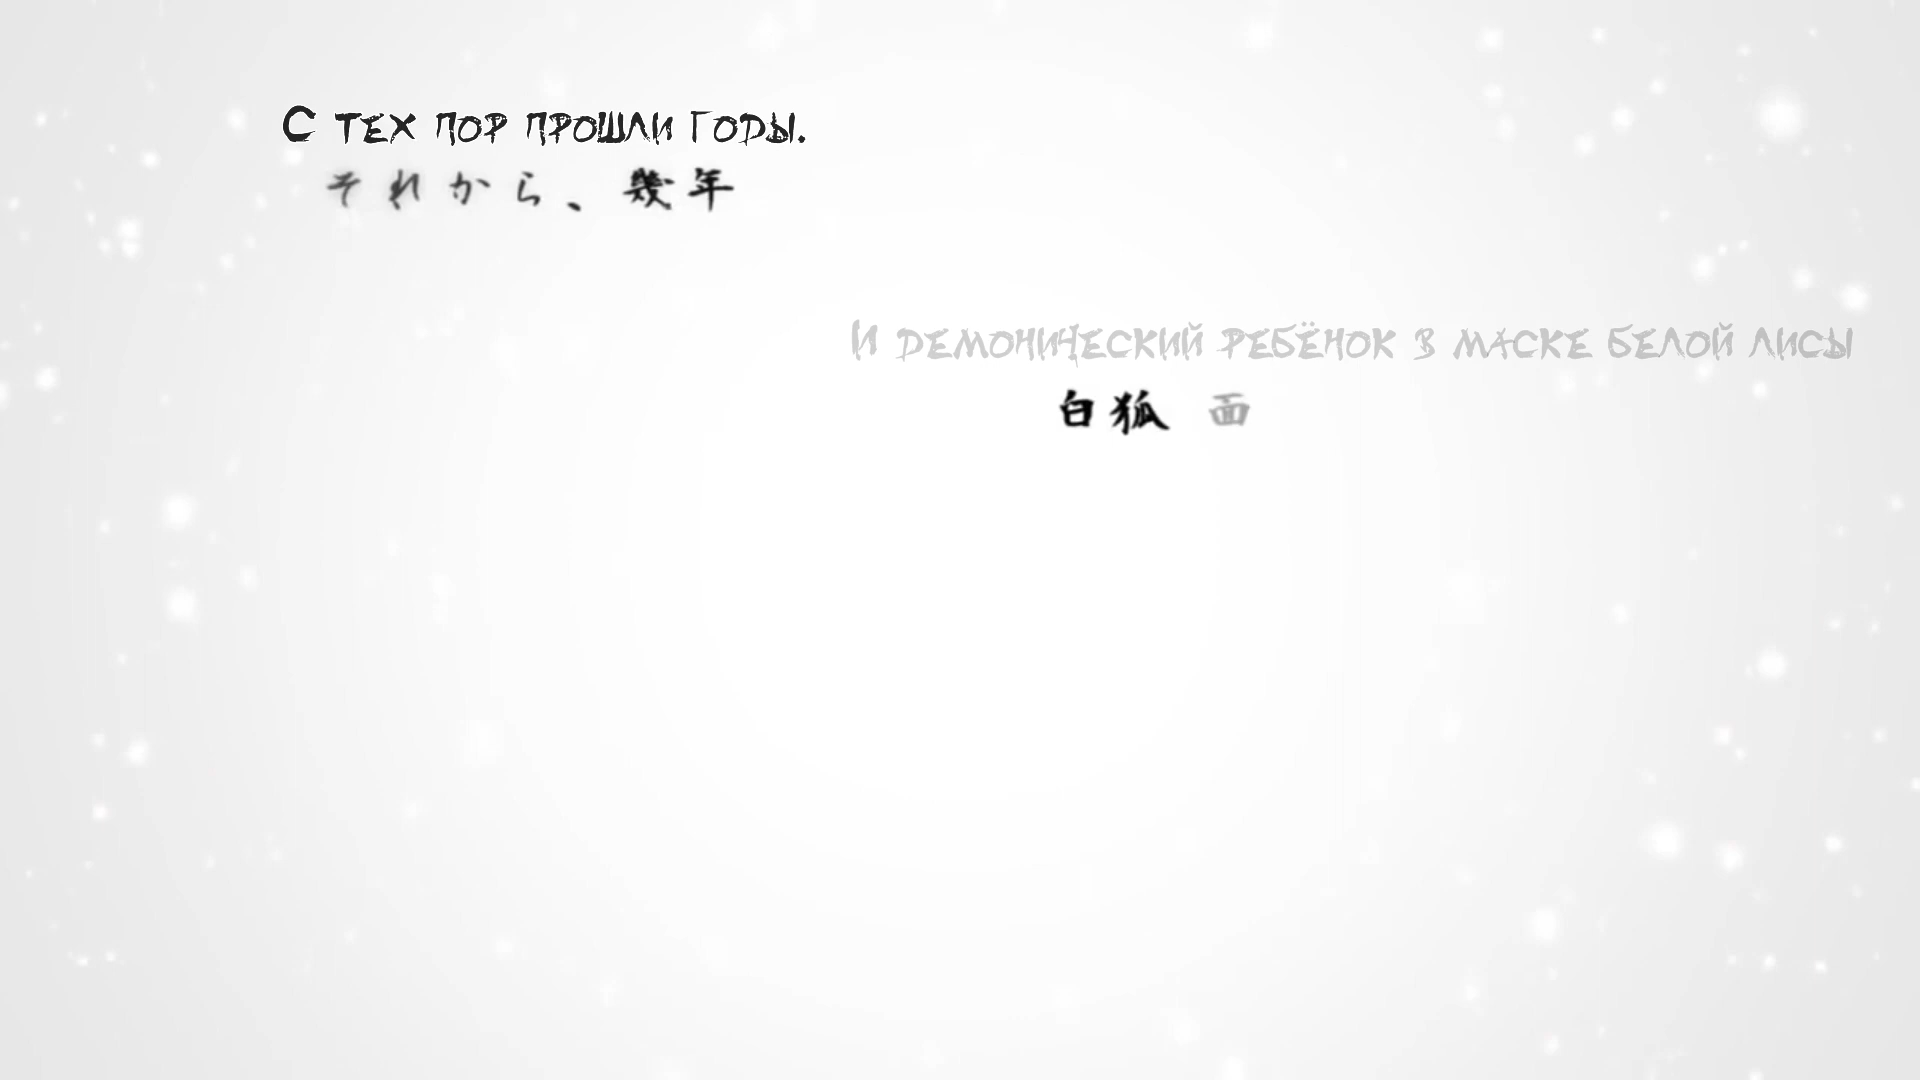 С тех пор прошли годы.
それから、幾年
И демонический ребёнок в маске белой лисы
白狐 面